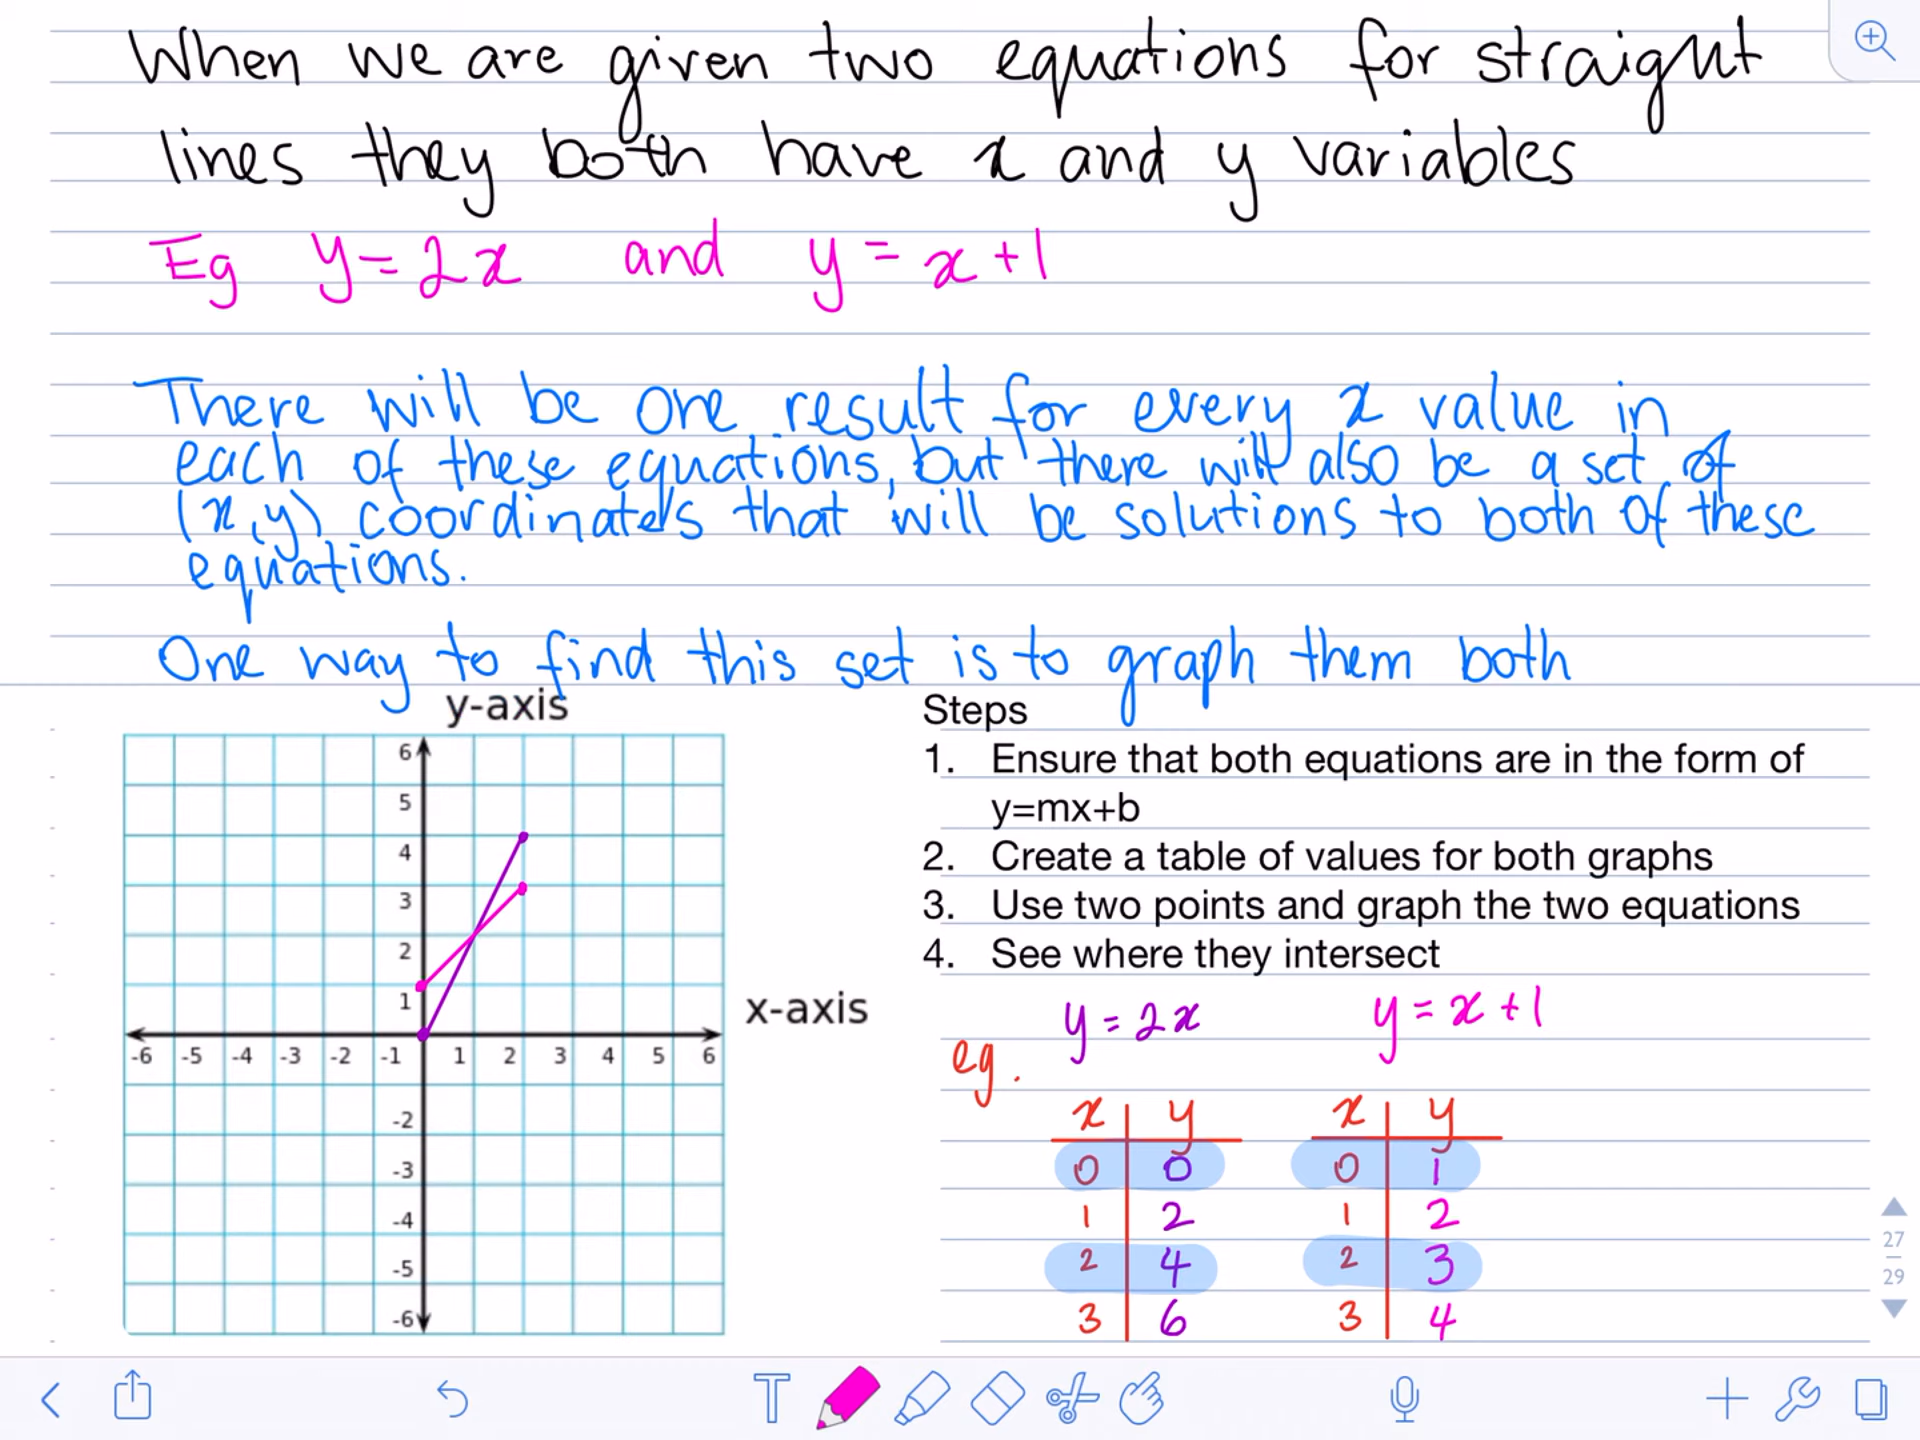 When we are given two equations for straight
lines they both have x and y variables
Eg y=2x and y=x+1
There will be one result for every x value in
each of these equations, but there will also be a set of
(x,y) coordinates that will be solutions to both of these
equations.
One way to find this set is to graph them both
y-axis
6
5
4
3
2
1
-6 -5 -4 -3 -2 -1 1 2 3 4 5 6
x-axis
-2
-3
-4
-5
-6
Steps
1. Ensure that both equations are in the form of
y=mx+b
2. Create a table of values for both graphs
3. Use two points and graph the two equations
4. See where they intersect
eg. y=2x y=x+1
x y x y
0 0 0 1
1 2 1 2
2 4 2 3
3 6 3 4
27
29
T